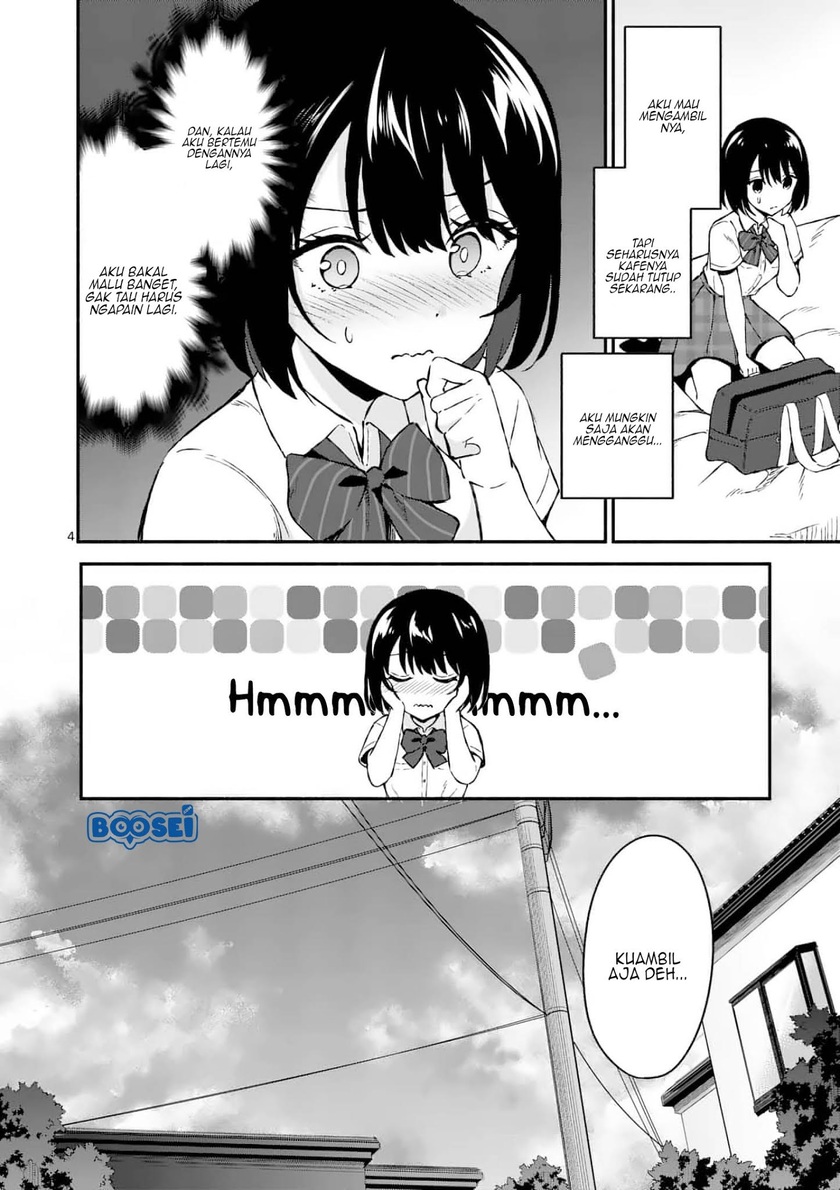 AKU MAU
MENGAMBIL
NYA,
TAPI
SEHARUSNYA
KAFENYA
SUDAH TUTUP
SEKARANG..
AKU MUNGKIN
SAJA AKAN
MENGGANGGU...
DAN, KALAU
AKU BERTEMU
DENGANNYA
LAGI,
AKU BAKAL
MALU BANGET,
GAK TAU HARUS
NGAPAIN LAGI.
4
Hmmm mmm...
BOOSEI
KUAMBIL
AJA DEH...